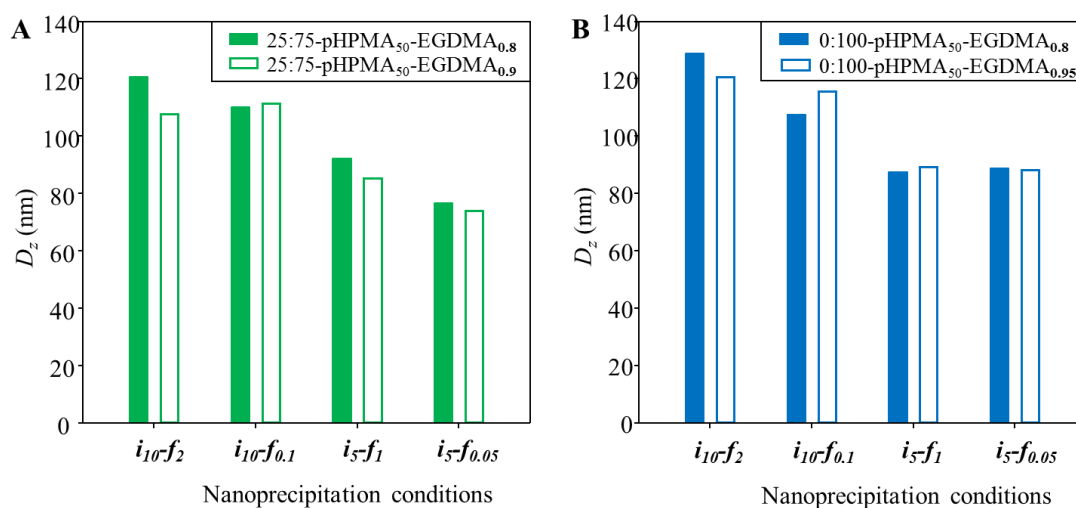 A
140
120
100
80
60
40
20
0
D_z (nm)
25:75-pHPMA₅₀-EGDMA₀.₈
25:75-pHPMA₅₀-EGDMA₀.₉
i₁₀-f₂
i₁₀-f₀.₁
i₅-f₁
i₅-f₀.₀₅
Nanoprecipitation conditions
B
140
120
100
80
60
40
20
0
D_z (nm)
0:100-pHPMA₅₀-EGDMA₀.₈
0:100-pHPMA₅₀-EGDMA₀.₉₅
i₁₀-f₂
i₁₀-f₀.₁
i₅-f₁
i₅-f₀.₀₅
Nanoprecipitation conditions